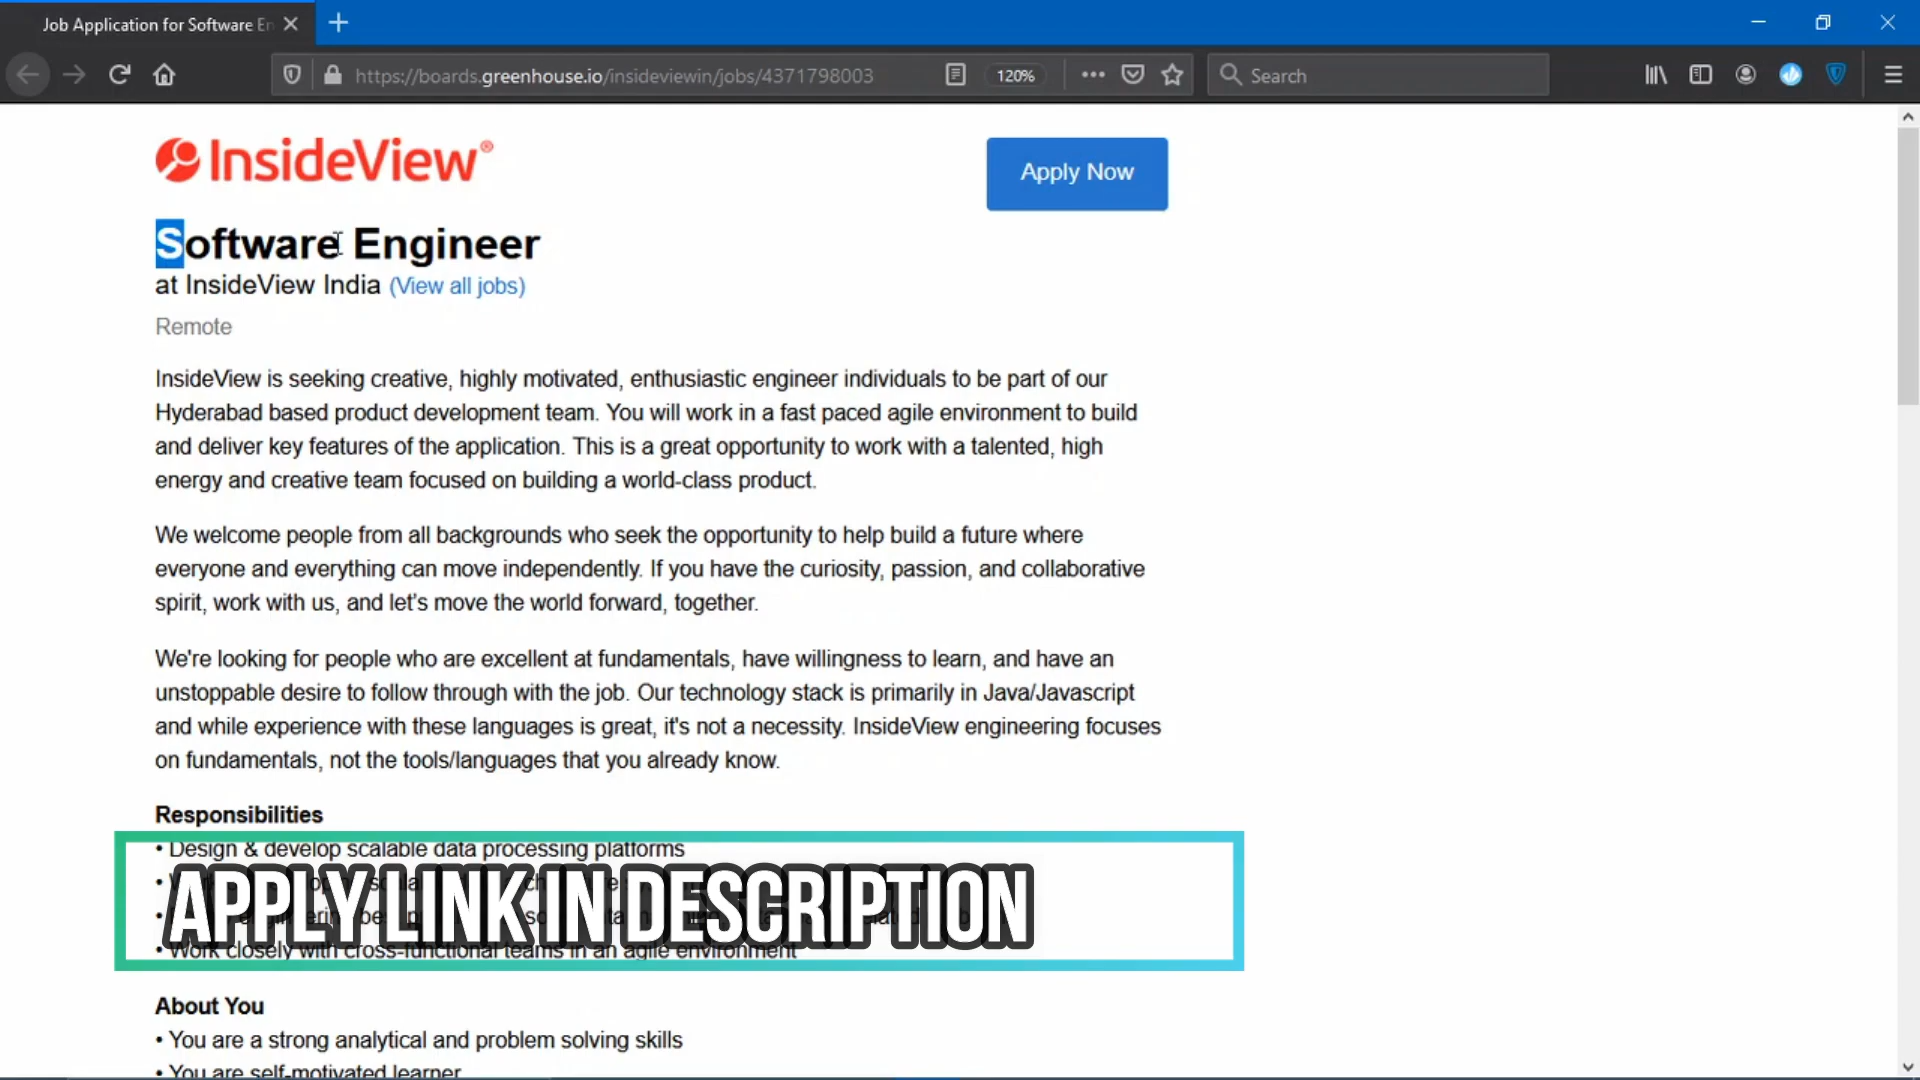 Job Application for Software En
https://boards.greenhouse.io/insideviewin/jobs/4371798003
120%
Search
InsideView®
Apply Now
Software Engineer
at InsideView India (View all jobs)
Remote
InsideView is seeking creative, highly motivated, enthusiastic engineer individuals to be part of our
Hyderabad based product development team. You will work in a fast paced agile environment to build
and deliver key features of the application. This is a great opportunity to work with a talented, high
energy and creative team focused on building a world-class product.
We welcome people from all backgrounds who seek the opportunity to help build a future where
everyone and everything can move independently. If you have the curiosity, passion, and collaborative
spirit, work with us, and let's move the world forward, together.
We're looking for people who are excellent at fundamentals, have willingness to learn, and have an
unstoppable desire to follow through with the job. Our technology stack is primarily in Java/Javascript
and while experience with these languages is great, it's not a necessity. InsideView engineering focuses
on fundamentals, not the tools/languages that you already know.
Responsibilities
• Design & develop scalable data processing platforms
APPLY LINK IN DESCRIPTION
• Work closely with cross-functional teams in an agile environment
About You
• You are a strong analytical and problem solving skills
• You are self-motivated learner